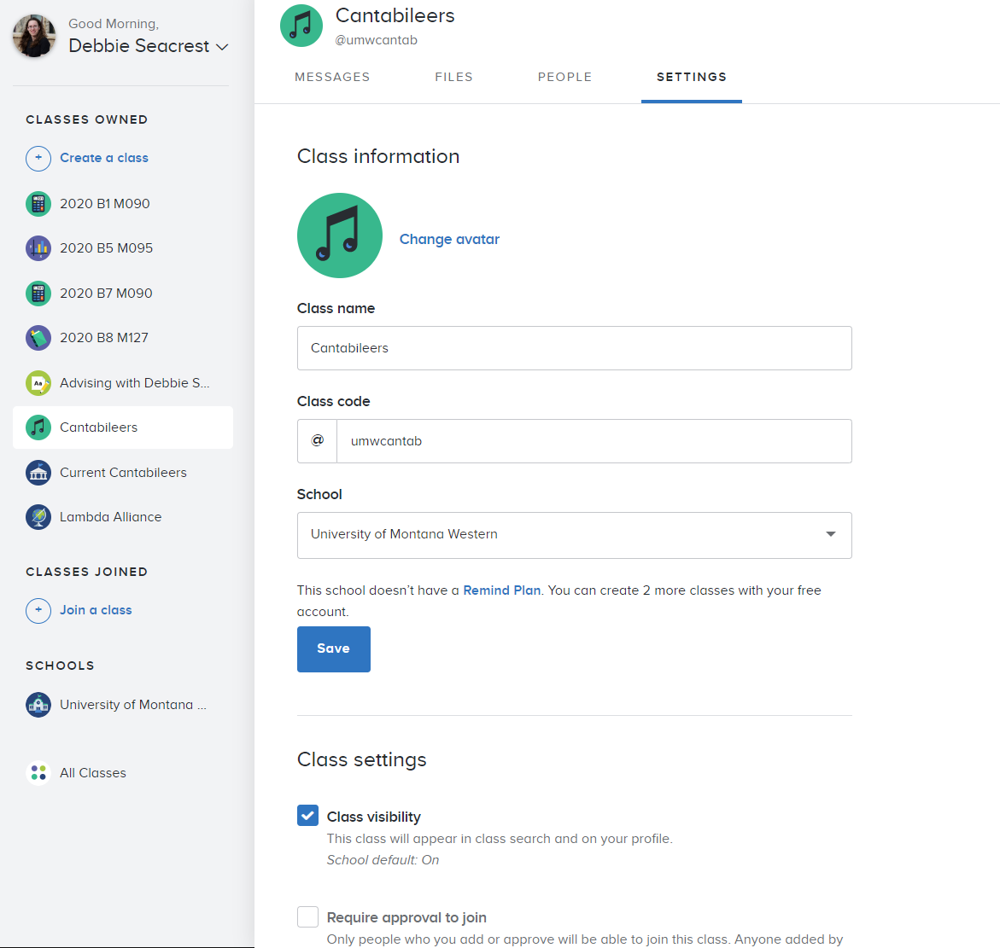 Good Morning,
Debbie Seacrest
CLASSES OWNED
+ Create a class
2020 B1 M090
2020 B5 M095
2020 B7 M090
2020 B8 M127
Advising with Debbie S...
Cantabileers
Current Cantabileers
Lambda Alliance
CLASSES JOINED
+ Join a class
SCHOOLS
University of Montana ...
All Classes
Cantabileers
@umwcantab
MESSAGES FILES PEOPLE SETTINGS
Class information
Change avatar
Class name
Cantabileers
Class code
@ umwcantab
School
University of Montana Western
This school doesn't have a Remind Plan. You can create 2 more classes with your free
account.
Save
Class settings
Class visibility
This class will appear in class search and on your profile.
School default: On
Require approval to join
Only people who you add or approve will be able to join this class. Anyone added by